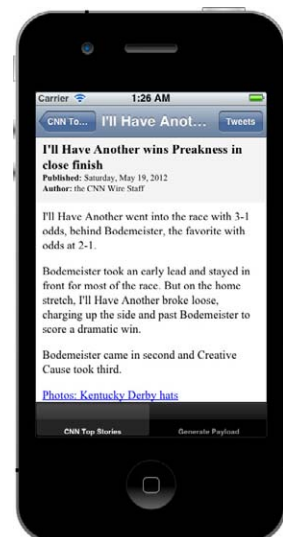 Carrier 1:26 AM
CNN To... I'll Have Anot... Tweets
I'll Have Another wins Preakness in
close finish
Published: Saturday, May 19, 2012
Author: the CNN Wire Staff
I'll Have Another went into the race with 3-1
odds, behind Bodemeister, the favorite with
odds at 2-1.
Bodemeister took an early lead and stayed in
front for most of the race. But on the home
stretch, I'll Have Another broke loose,
charging up the side and past Bodemeister to
score a dramatic win.
Bodemeister came in second and Creative
Cause took third.
Photos: Kentucky Derby hats
CNN Top Stories Generate Payload